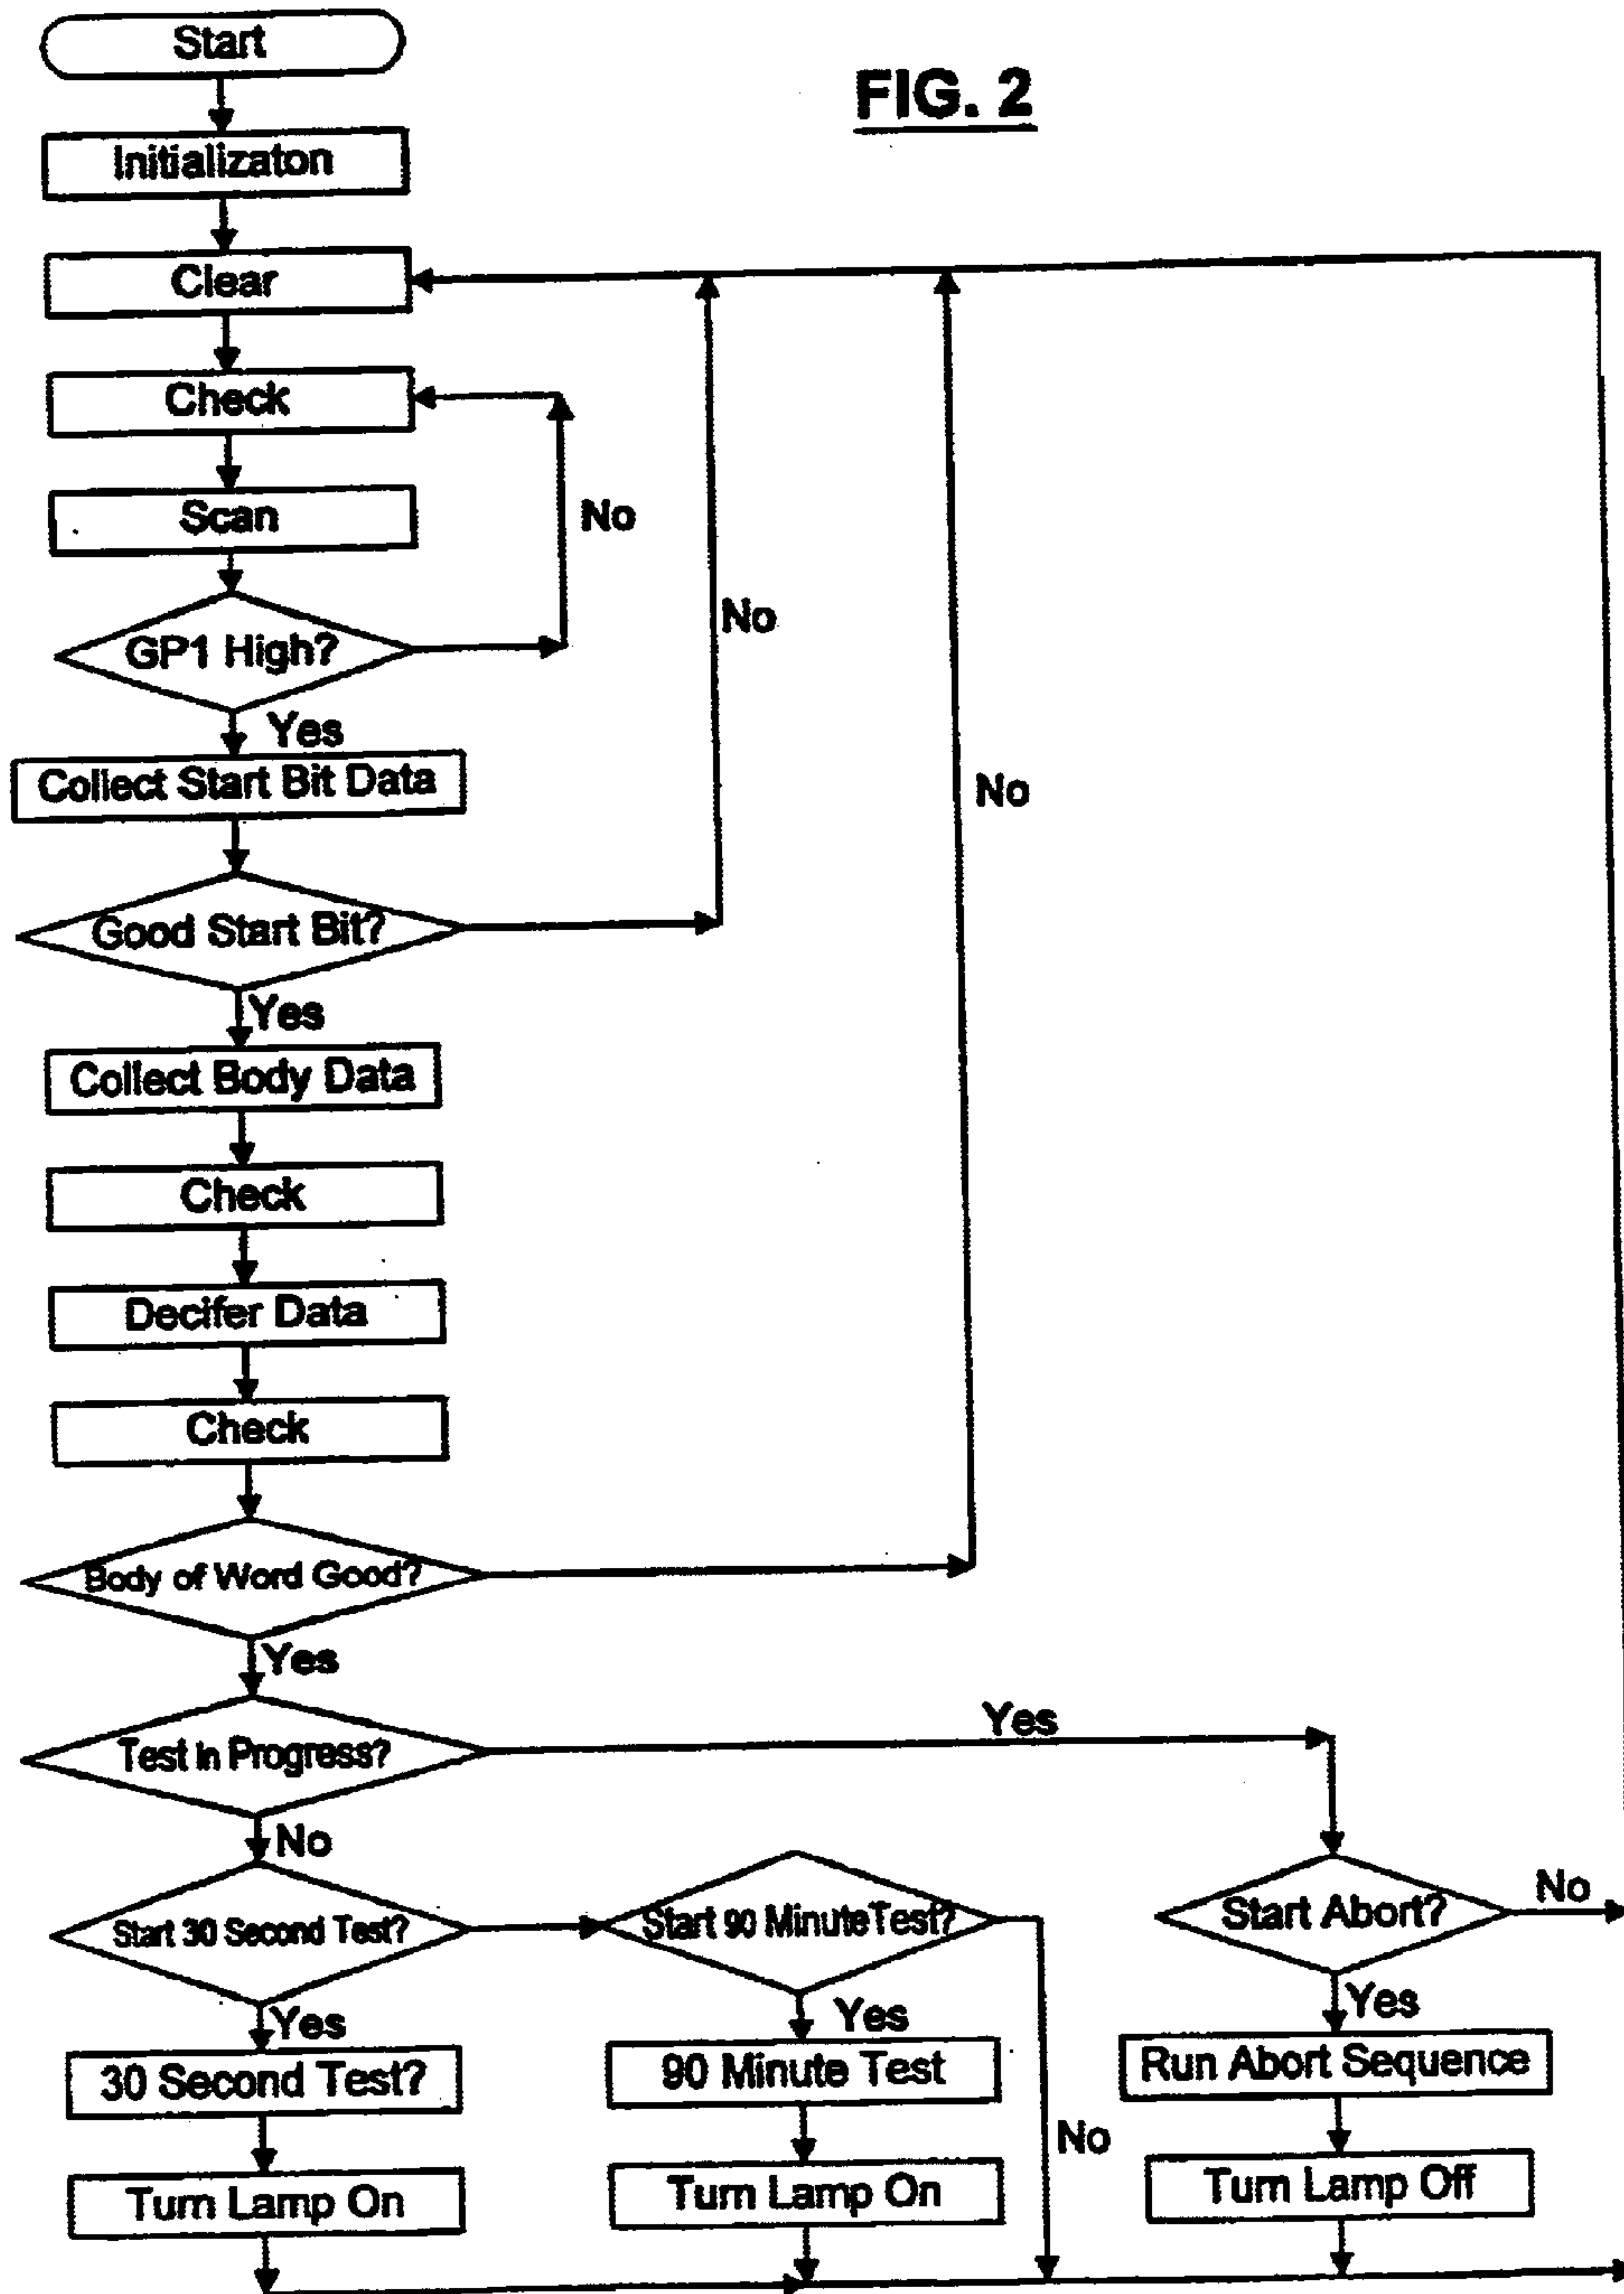 Start
FIG. 2
Initializaton
Clear
Check
Scan
No
GP1 High?
No
Yes
Collect Start Bit Data
No
Good Start Bit?
Yes
Collect Body Data
Check
Decifer Data
Check
Body of Word Good?
Yes
Yes
Test in Progress?
No
Start 30 Second Test?
Start 90 Minute Test?
Start Abort?
No
Yes
Yes
Yes
30 Second Test?
90 Minute Test
Run Abort Sequence
No
Turn Lamp On
Turn Lamp On
Turn Lamp Off